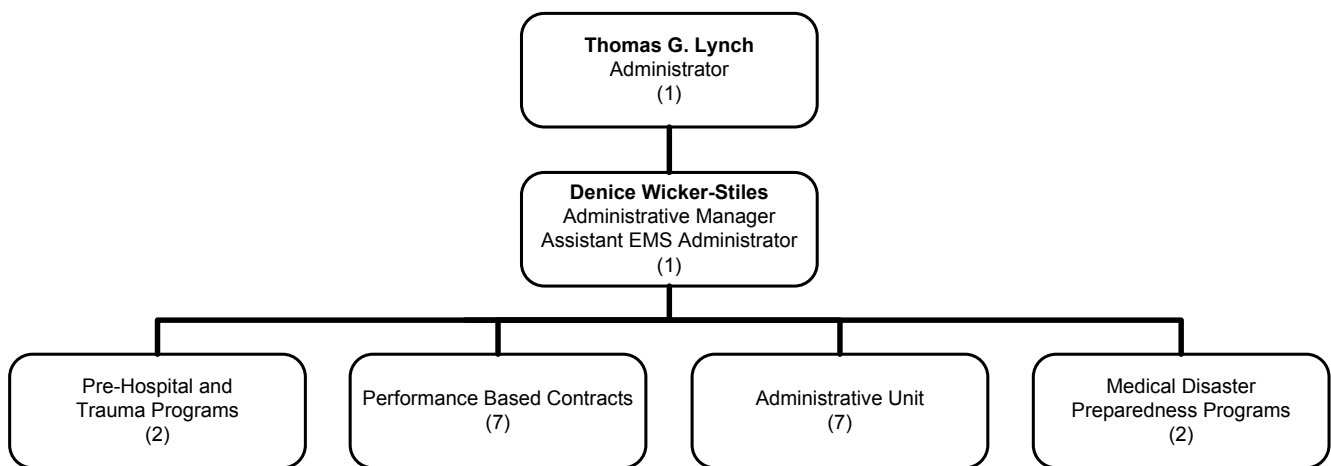 Thomas G. Lynch
Administrator
(1)
Denice Wicker-Stiles
Administrative Manager
Assistant EMS Administrator
(1)
Pre-Hospital and
Trauma Programs
(2)
Performance Based Contracts
(7)
Administrative Unit
(7)
Medical Disaster
Preparedness Programs
(2)